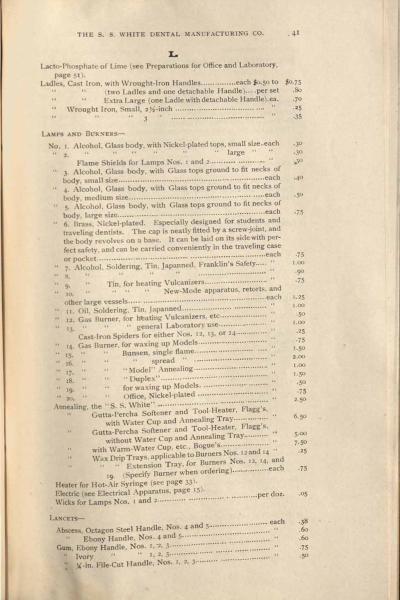 THE S. S. WHITE DENTAL MANUFACTURING CO. 41
L
Lacto-Phosphate of Lime (see Preparations for Office and Laboratory,
page 51).
Ladles, Cast Iron, with Wrought-Iron Handles..............each $0.50 to $0.75
" " (two Ladles and one detachable Handle).....per set .80
" " Extra Large (one Ladle with detachable Handle).ea. .70
" Wrought Iron, Small, 2½-inch .............................. " .25
" " " 3 " .............................. " .35
LAMPS AND BURNERS—
No. 1. Alcohol, Glass body, with Nickel-plated tops, small size.each .30
" 2. " " " " " large " " .30
Flame Shields for Lamps Nos. 1 and 2.................... "
" 3. Alcohol, Glass body, with Glass tops ground to fit necks of
body, small size..............................each .40
" 4. Alcohol, Glass body, with Glass tops ground to fit necks of
body, medium size..............................each .50
" 5. Alcohol, Glass body, with Glass tops ground to fit necks of
body, large size..............................each .75
" 6. Brass, Nickel-plated. Especially designed for students and
traveling dentists. The cap is neatly fitted by a screw-joint, and
the body revolves on a base. It can be laid on its side with per-
fect safety, and can be carried conveniently in the traveling case
or pocket..............................each .75
" 7. Alcohol, Soldering, Tin, Japanned, Franklin's Safety..... " 1.00
" 8. " " " .............................. " .90
" 9. " Tin, for heating Vulcanizers.................... " .75
" 10. " " " " New-Mode apparatus, retorts, and
other large vessels..............................each 1.25
" 11. Oil, Soldering, Tin, Japanned.................... " 1.00
" 12. Gas Burner, for heating Vulcanizers, etc.................... " .50
" 13. " " " general Laboratory use.................... " 1.00
Cast-Iron Spiders for either Nos. 12, 13, or 14.......... " .25
" 14. Gas Burner, for waxing up Models.................... " .75
" 15. " " Bunsen, single flame.................... " 1.50
" 16. " " " spread " .................... " 2.00
" 17. " " "Model" Annealing.................... " 1.00
" 18. " " "Duplex".................... " 1.50
" 19. " " for waxing up Models.................... " .50
" 20. " " Office, Nickel-plated.................... " .75
Annealing, the "S. S. White".................... " 2.50
Gutta-Percha Softener and Tool-Heater, Flagg's,
with Water Cup and Annealing Tray.......... " 6.50
Gutta-Percha Softener and Tool-Heater, Flagg's,
without Water Cup and Annealing Tray.......... " 5.00
" with Warm-Water Cup, etc., Bogue's.......... " 7.50
" Wax Drip Trays, applicable to Burners Nos. 12 and 14 " .25
" " " Extension Tray, for Burners Nos. 12, 14, and
19. (Specify Burner when ordering)..........each .75
Heater for Hot-Air Syringe (see page 33).
Electric (see Electrical Apparatus, page 15).
Wicks for Lamps Nos. 1 and 2....................per doz. .05
LANCETS—
Abscess, Octagon Steel Handle, Nos. 4 and 5.................... each .58
" Ebony Handle, Nos. 4 and 5.................... " .60
Gum, Ebony Handle, Nos. 1, 2, 3.................... " .60
" Ivory " " 1, 2, 3.................... " .75
" ¼-in. File-Cut Handle, Nos. 1, 2, 3.................... " .50